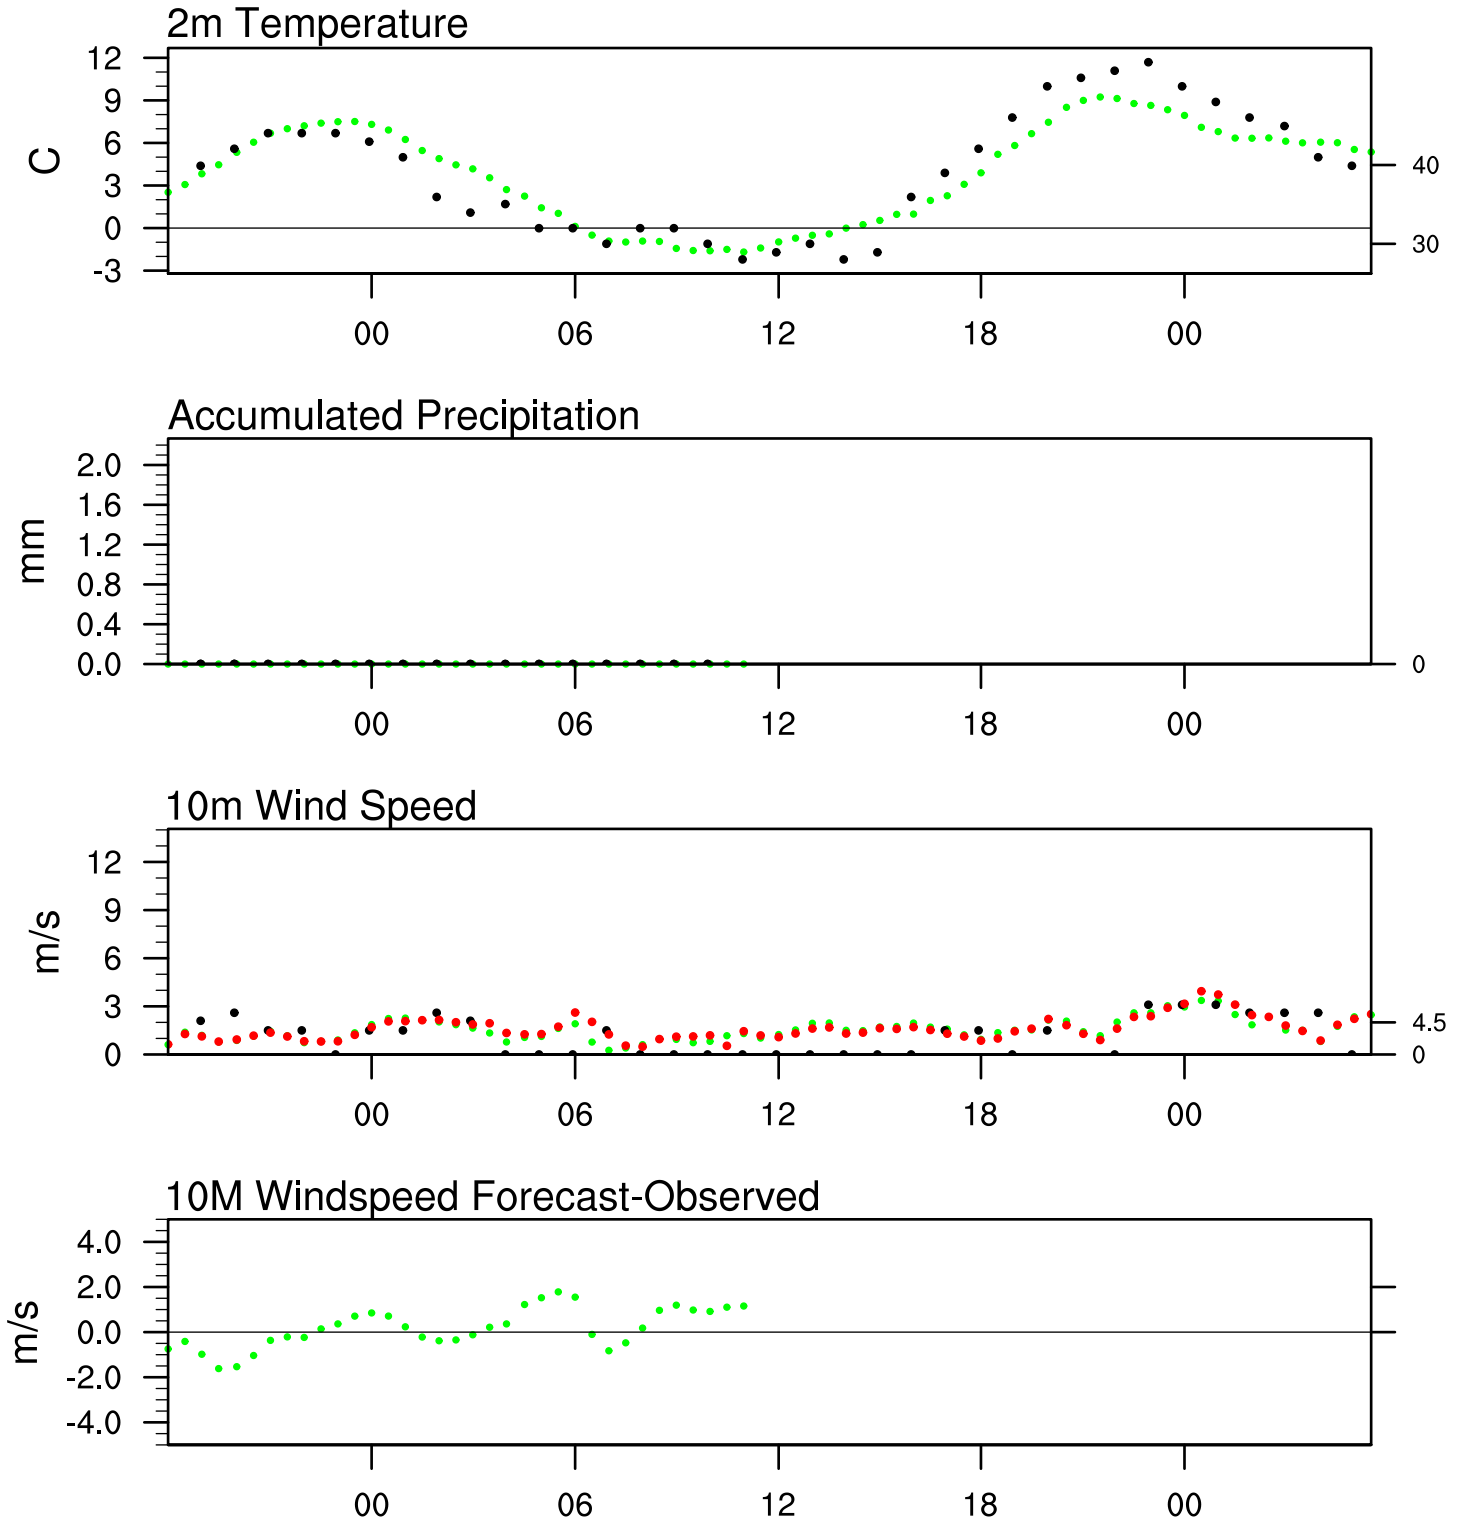 2m Temperature
12
9
6
3
0
-3
C
40
30
00 06 12 18 00
Accumulated Precipitation
2.0
1.6
1.2
0.8
0.4
0.0
mm
0
00 06 12 18 00
10m Wind Speed
12
9
6
3
0
m/s
4.5
0
00 06 12 18 00
10M Windspeed Forecast-Observed
4.0
2.0
0.0
-2.0
-4.0
m/s
00 06 12 18 00